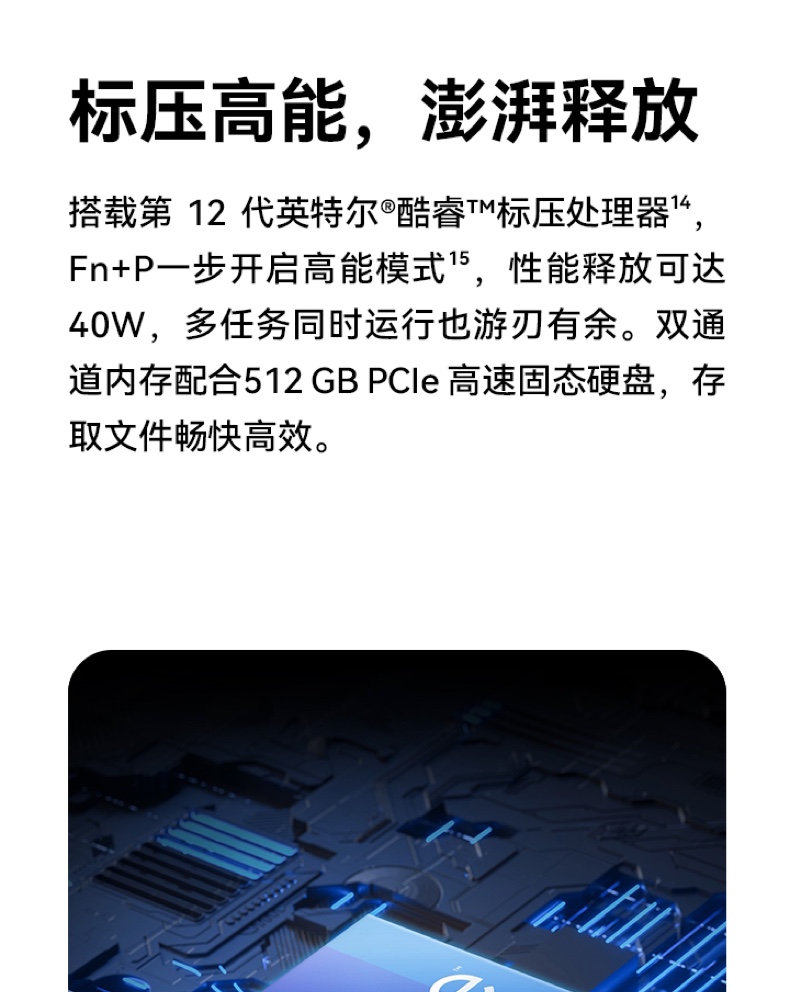 标压高能，澎湃释放
搭载第 12 代英特尔®酷睿™标压处理器14，
Fn+P一步开启高能模式15，性能释放可达
40W，多任务同时运行也游刃有余。双通
道内存配合512 GB PCIe 高速固态硬盘，存
取文件畅快高效。